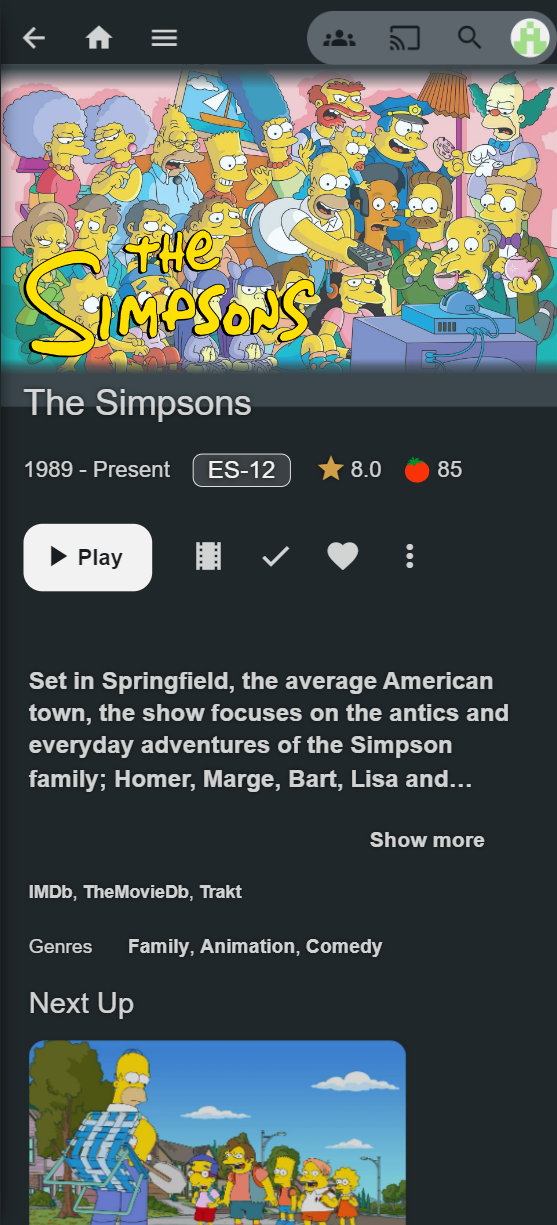 THE
SIMPSONS
The Simpsons
1989 - Present ES-12 8.0 85
Play
Set in Springfield, the average American
town, the show focuses on the antics and
everyday adventures of the Simpson
family; Homer, Marge, Bart, Lisa and...
Show more
IMDb, TheMovieDb, Trakt
Genres Family, Animation, Comedy
Next Up